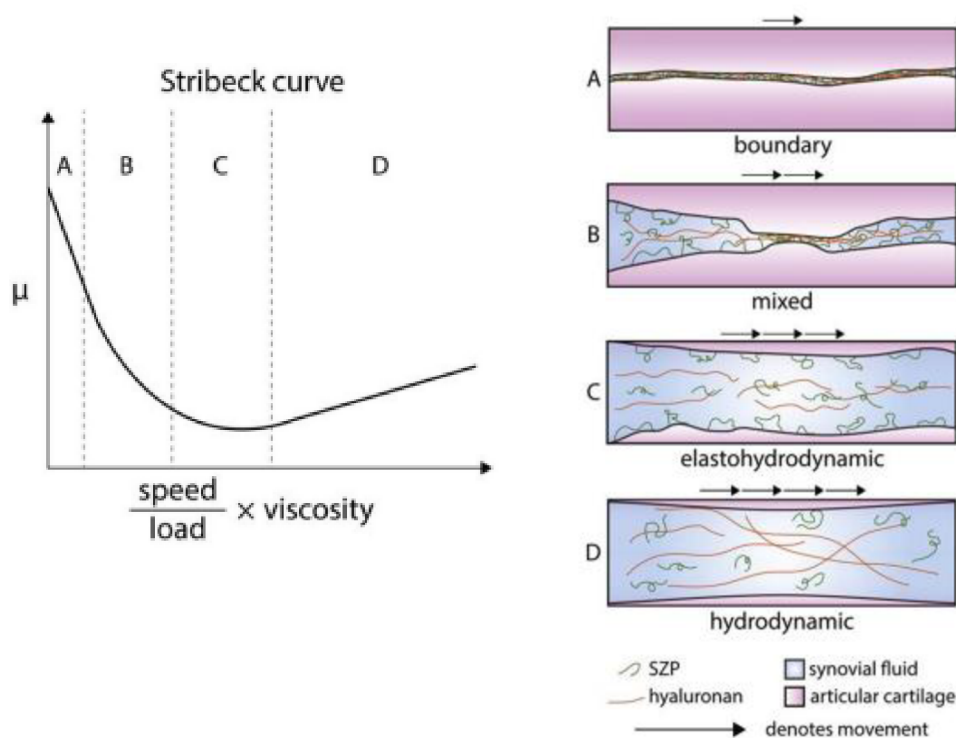 Stribeck curve
A
B
C
D
μ
speed
load
× viscosity
A
boundary
B
mixed
C
elastohydrodynamic
D
hydrodynamic
SZP
synovial fluid
hyaluronan
articular cartilage
denotes movement